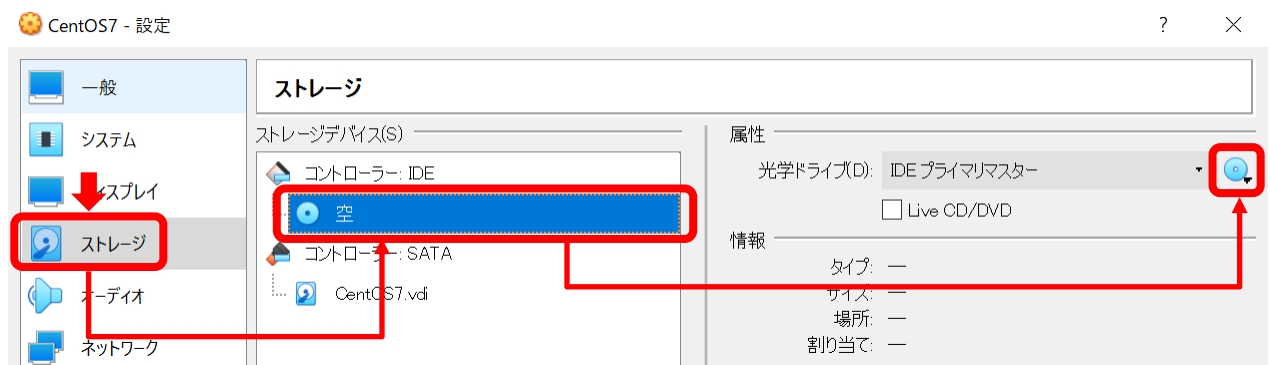 CentOS7 - 設定
?
一般
システム
ィスプレイ
ストレージ
オーディオ
ネットワーク
ストレージ
ストレージデバイス(S)
コントローラー: IDE
空
コントローラー: SATA
CentOS7.vdi
属性
光学ドライブ(D): IDE プライマリマスター
Live CD/DVD
情報
タイプ: —
サイズ: —
場所: —
割り当て: —